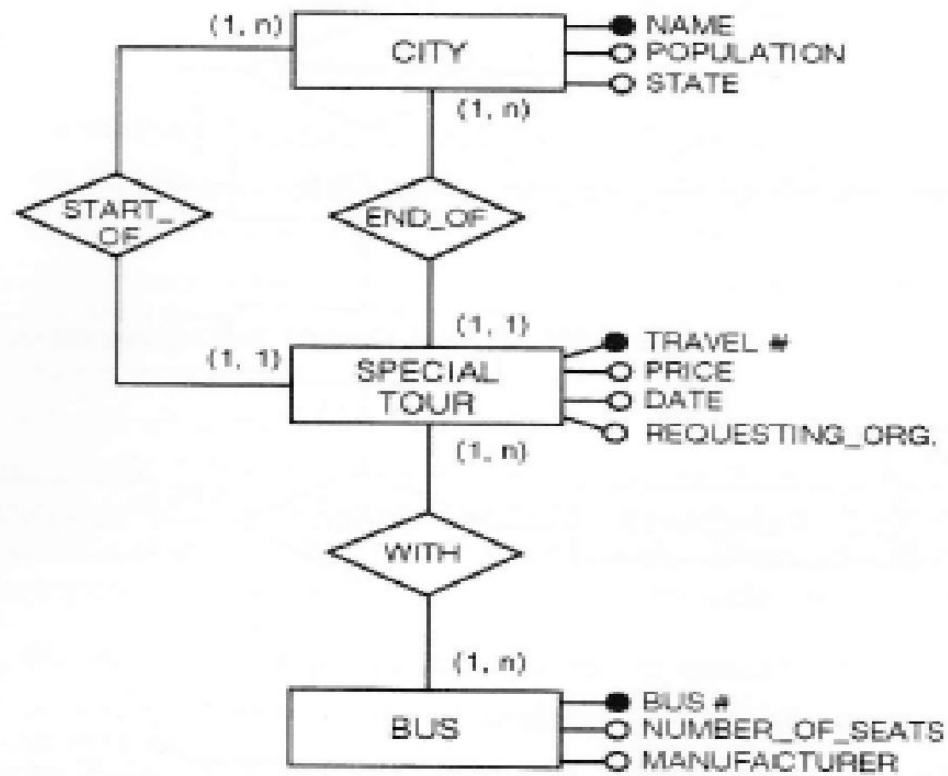 (1, n)
CITY
NAME
POPULATION
STATE
(1, n)
START_
OF
END_OF
(1, 1)
(1, 1)
SPECIAL
TOUR
TRAVEL #
PRICE
DATE
REQUESTING_ORG.
(1, n)
WITH
(1, n)
BUS
BUS #
NUMBER_OF_SEATS
MANUFACTURER